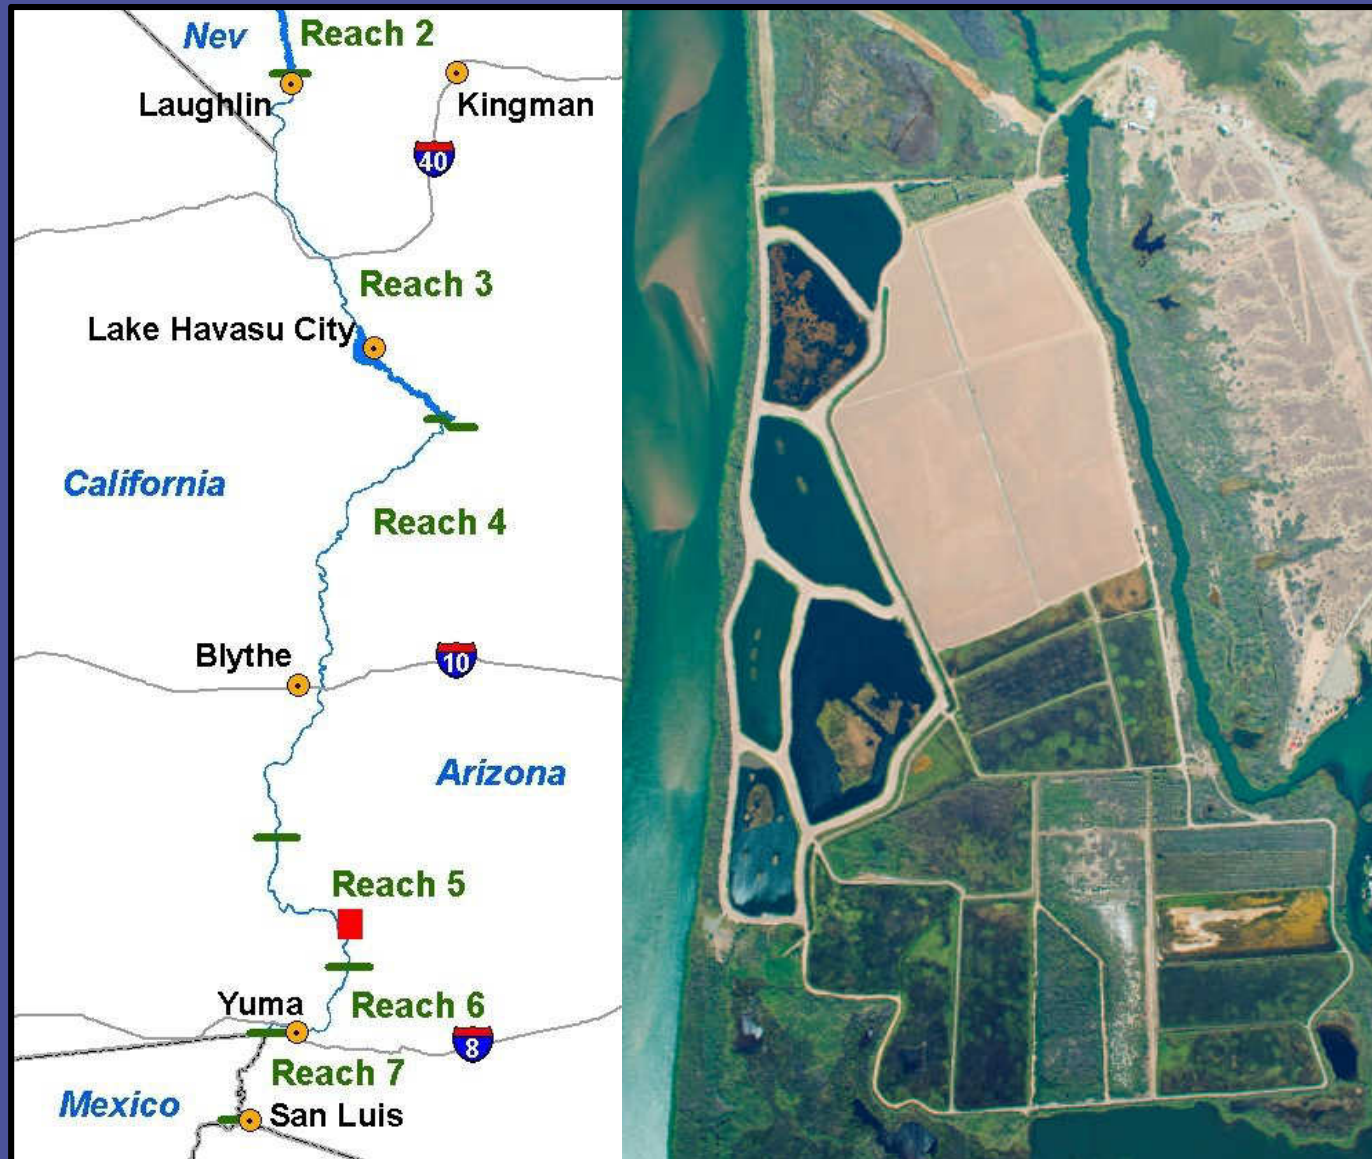 Nev
Reach 2
Laughlin
Kingman
40
Reach 3
Lake Havasu City
California
Reach 4
Blythe
10
Arizona
Reach 5
Yuma
Reach 6
8
Reach 7
Mexico
San Luis